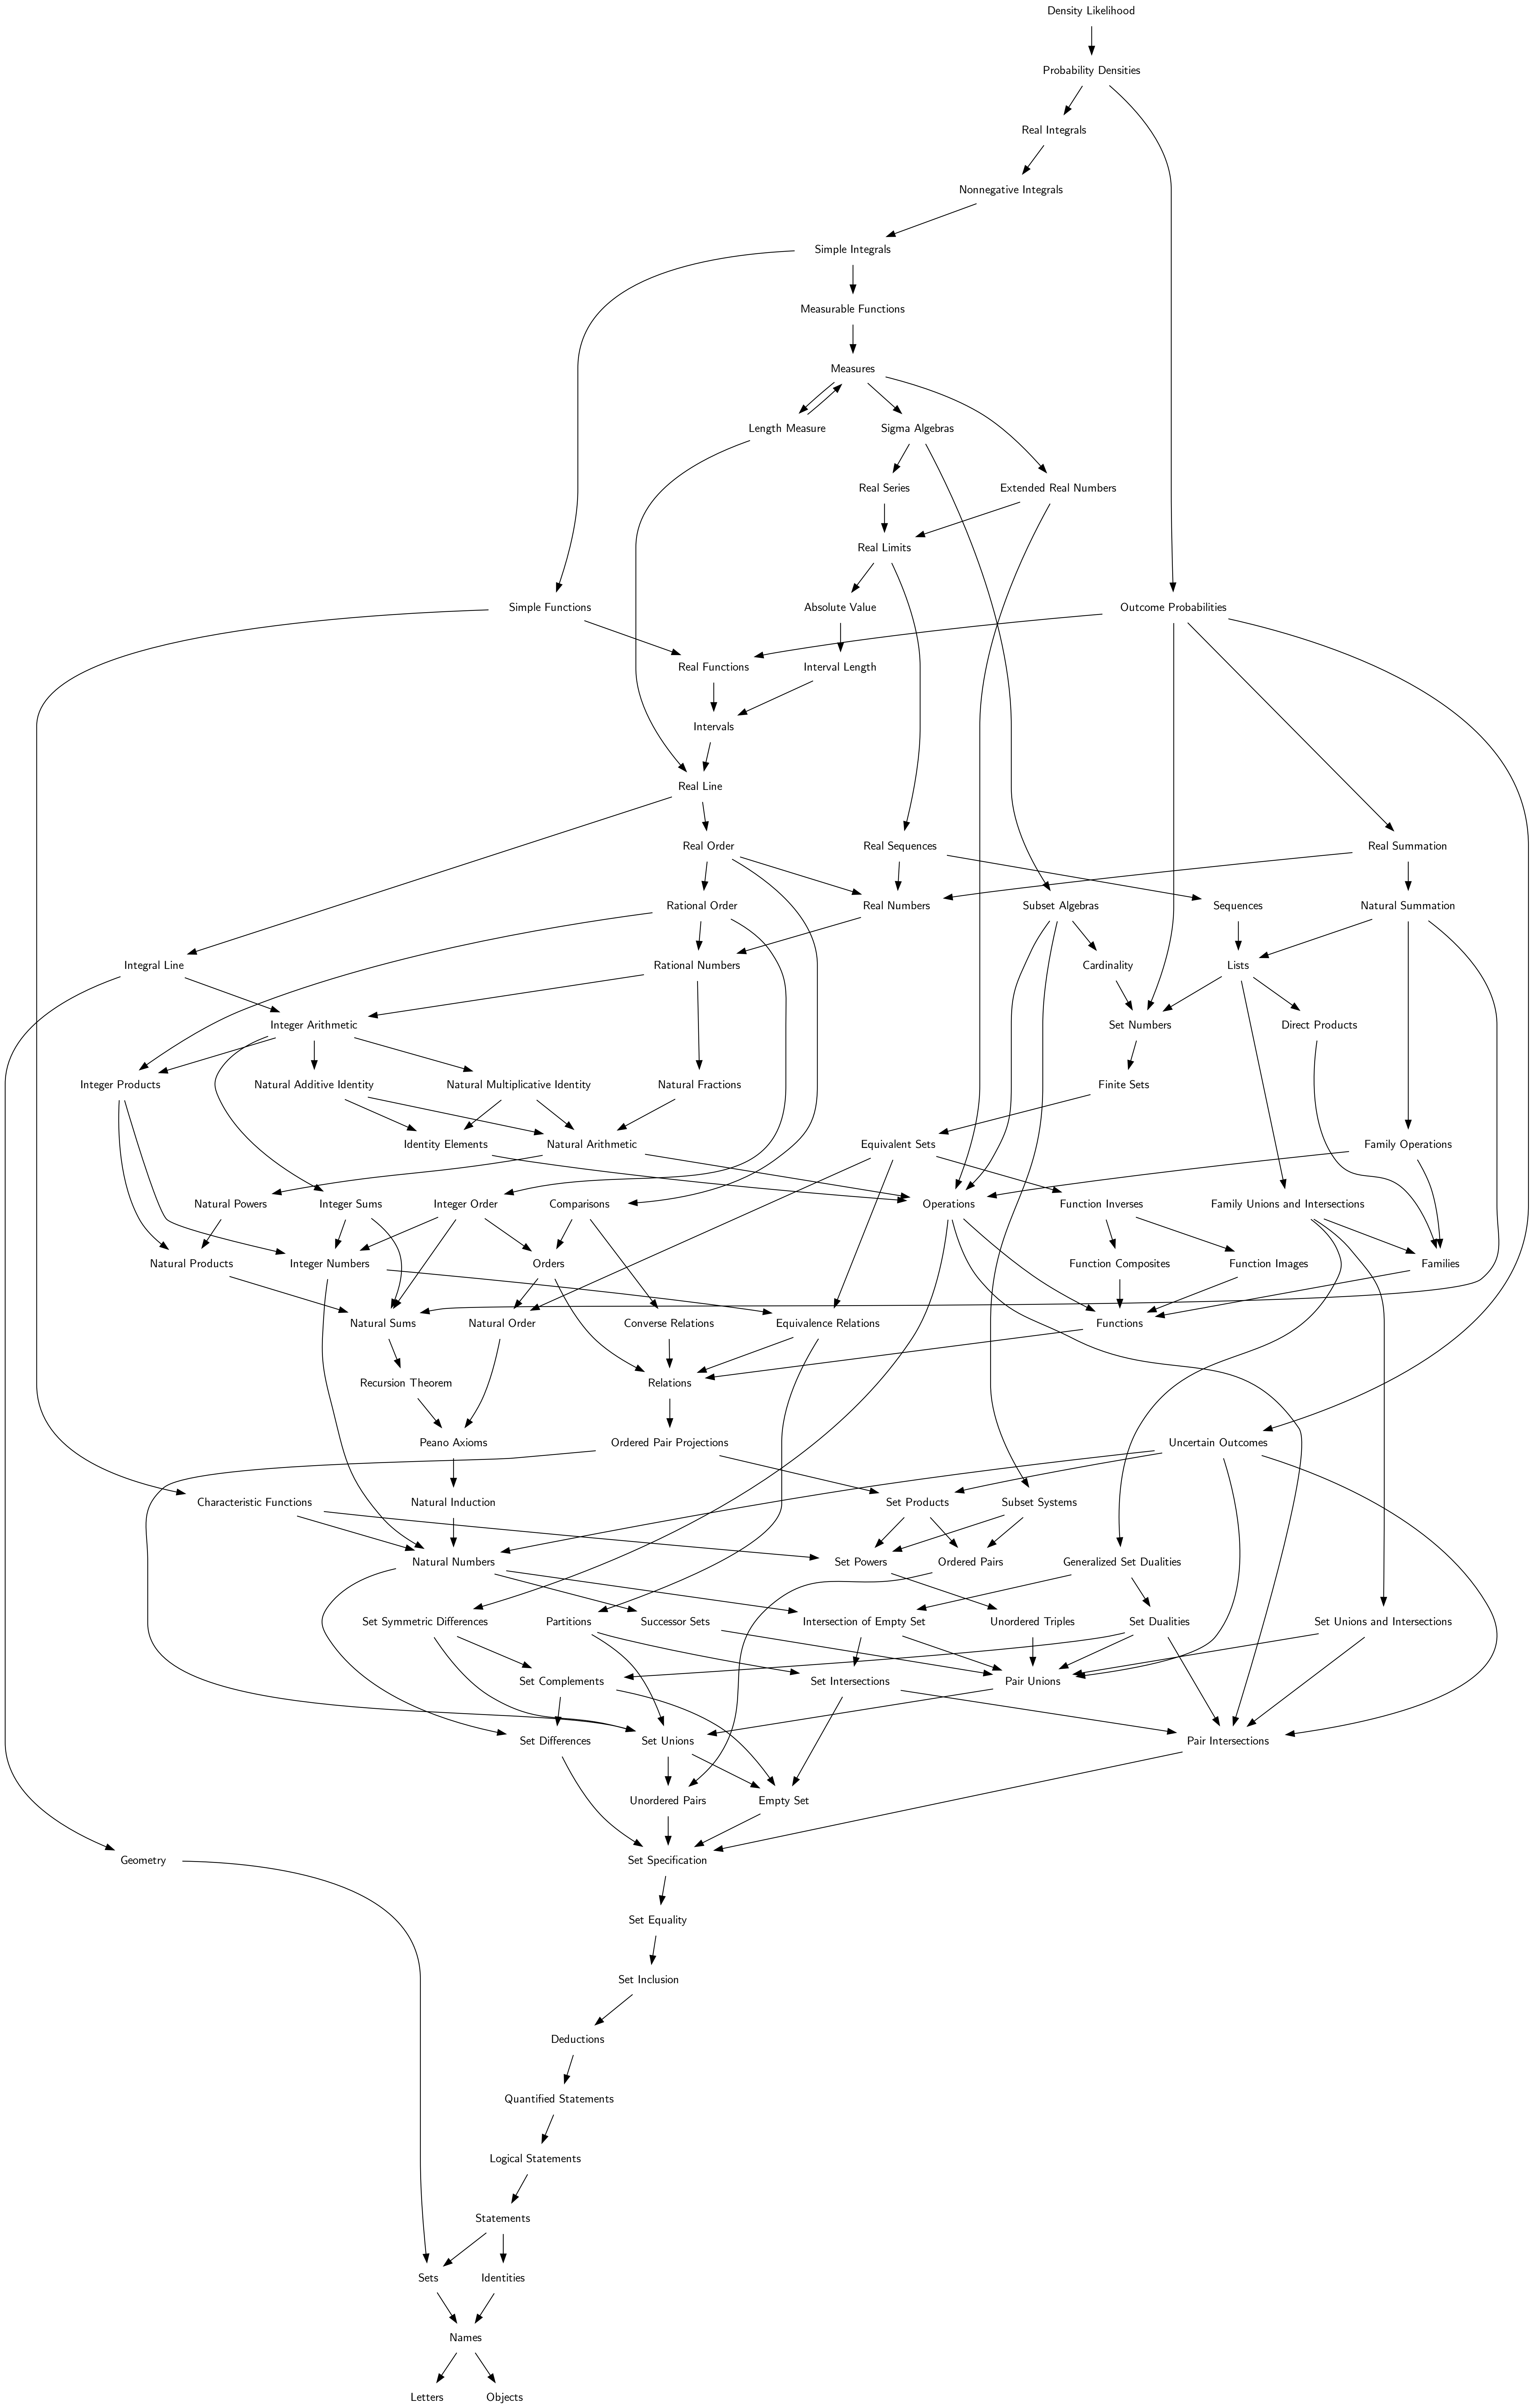 Density Likelihood
Probability Densities
Real Integrals
Nonnegative Integrals
Simple Integrals
Measurable Functions
Measures
Length Measure
Sigma Algebras
Real Series
Extended Real Numbers
Real Limits
Simple Functions
Absolute Value
Outcome Probabilities
Real Functions
Interval Length
Intervals
Real Line
Real Order
Real Sequences
Real Summation
Rational Order
Real Numbers
Subset Algebras
Sequences
Natural Summation
Integral Line
Rational Numbers
Cardinality
Lists
Integer Arithmetic
Set Numbers
Direct Products
Integer Products
Natural Additive Identity
Natural Multiplicative Identity
Natural Fractions
Finite Sets
Identity Elements
Natural Arithmetic
Equivalent Sets
Family Operations
Natural Powers
Integer Sums
Integer Order
Comparisons
Operations
Function Inverses
Family Unions and Intersections
Natural Products
Integer Numbers
Orders
Function Composites
Function Images
Families
Natural Sums
Natural Order
Converse Relations
Equivalence Relations
Functions
Recursion Theorem
Relations
Peano Axioms
Ordered Pair Projections
Uncertain Outcomes
Characteristic Functions
Natural Induction
Set Products
Subset Systems
Natural Numbers
Set Powers
Ordered Pairs
Generalized Set Dualities
Set Symmetric Differences
Partitions
Successor Sets
Intersection of Empty Set
Unordered Triples
Set Dualities
Set Unions and Intersections
Set Complements
Set Intersections
Pair Unions
Set Differences
Set Unions
Pair Intersections
Unordered Pairs
Empty Set
Geometry
Set Specification
Set Equality
Set Inclusion
Deductions
Quantified Statements
Logical Statements
Statements
Sets
Identities
Names
Letters
Objects